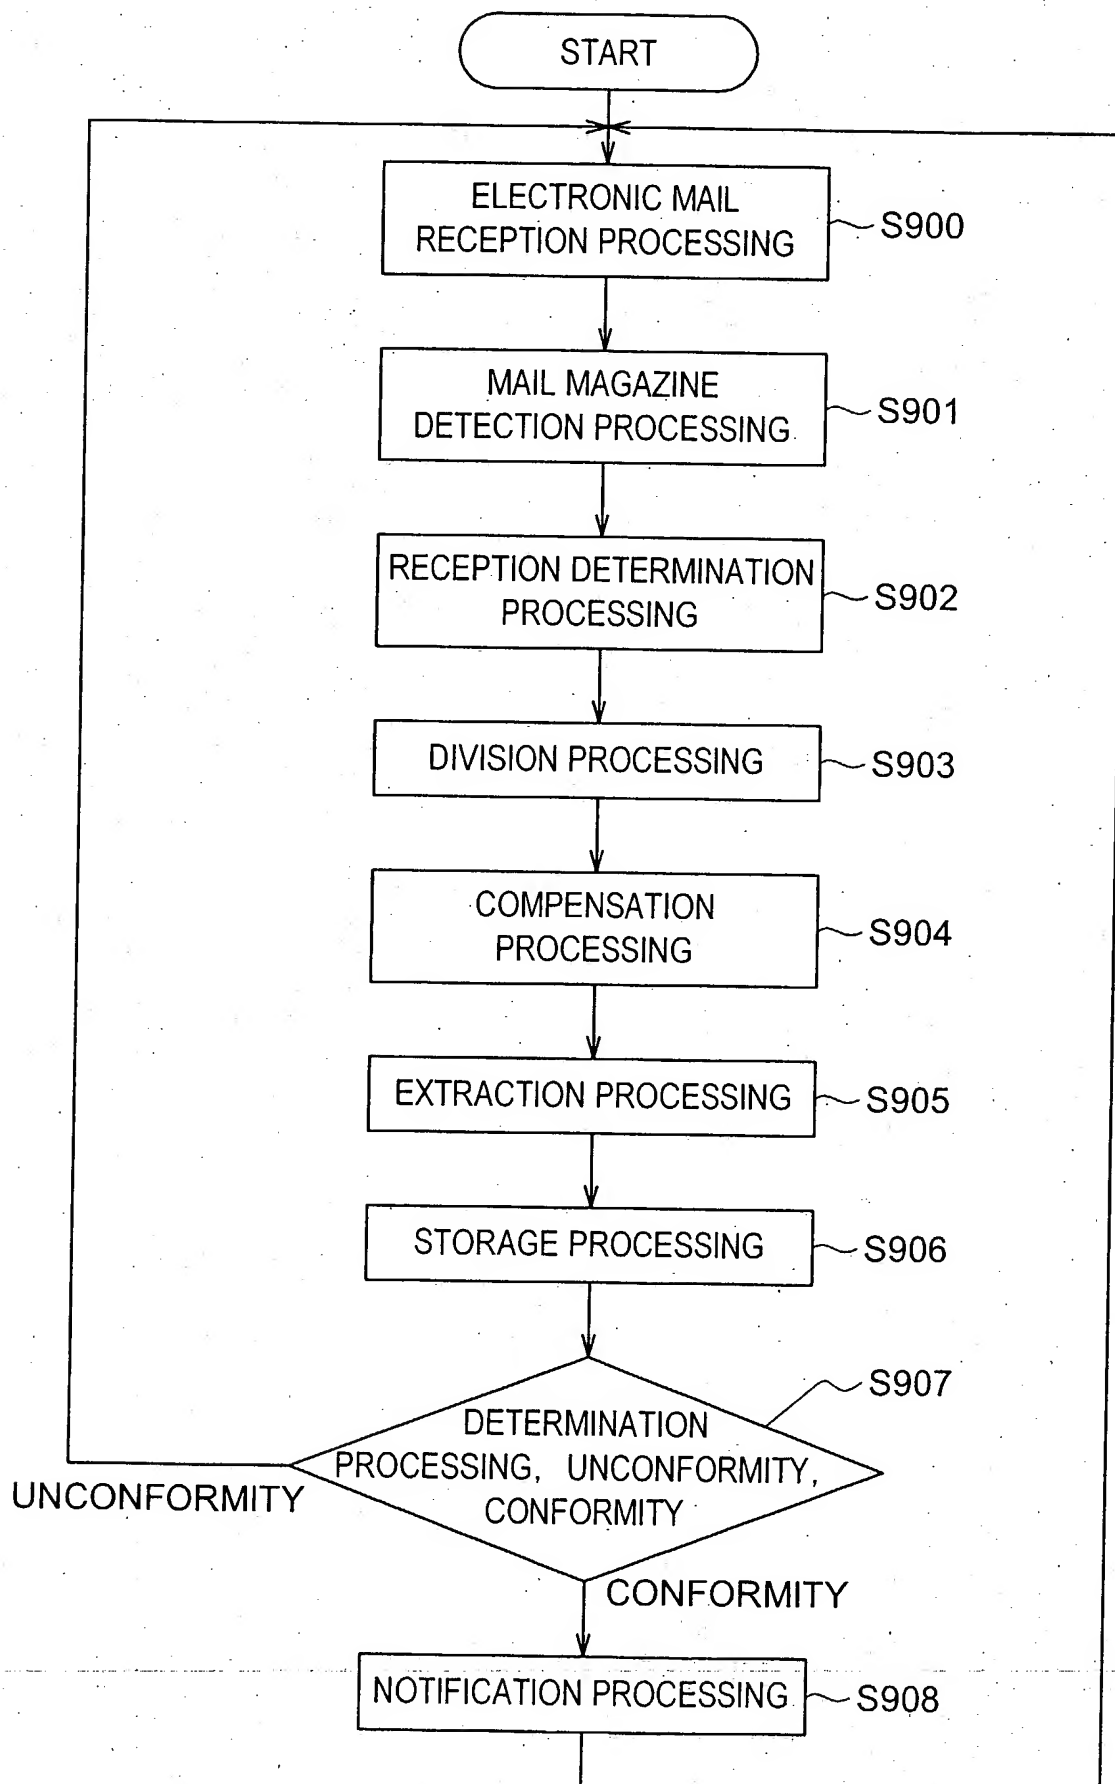 START
ELECTRONIC MAIL
RECEPTION PROCESSING
S900
MAIL MAGAZINE
DETECTION PROCESSING
S901
RECEPTION DETERMINATION
PROCESSING
S902
DIVISION PROCESSING
S903
COMPENSATION
PROCESSING
S904
EXTRACTION PROCESSING
S905
STORAGE PROCESSING
S906
S907
DETERMINATION
PROCESSING, UNCONFORMITY,
CONFORMITY
UNCONFORMITY
CONFORMITY
NOTIFICATION PROCESSING
S908